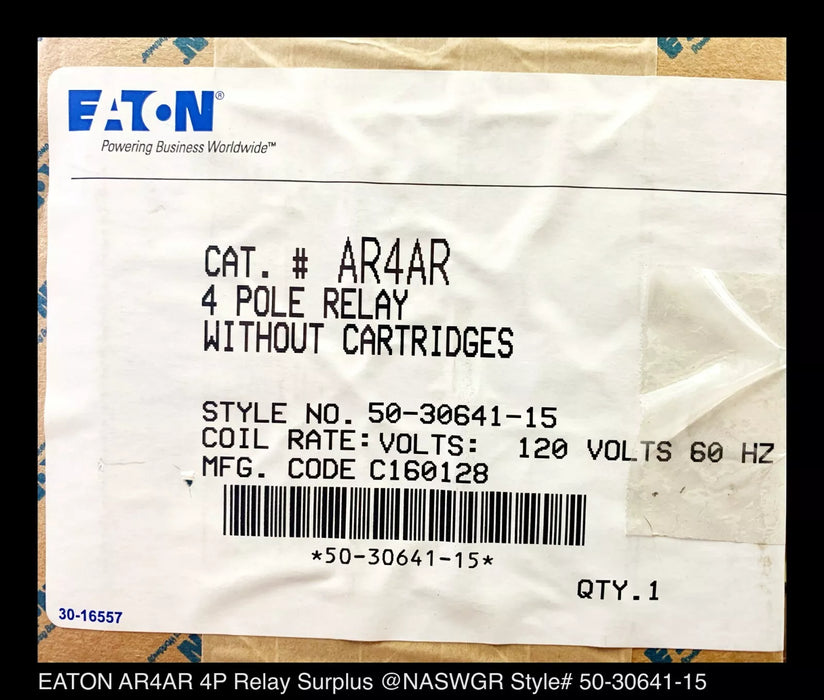 EATON®
Powering Business Worldwide™
CAT. # AR4AR
4 POLE RELAY
WITHOUT CARTRIDGES
STYLE NO. 50-30641-15
COIL RATE: VOLTS: 120 VOLTS 60 HZ
MFG. CODE C160128
*50-30641-15*
QTY.1
30-16557
EATON AR4AR 4P Relay Surplus @NASWGR Style# 50-30641-15